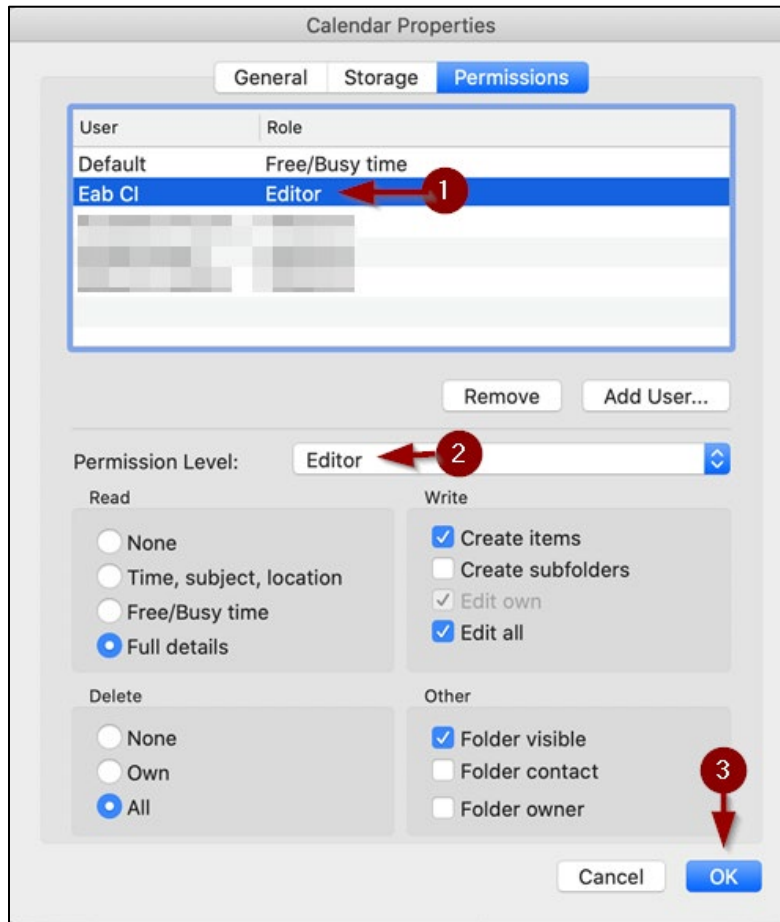 Calendar Properties
General Storage Permissions
User Role
Default Free/Busy time
Eab CI Editor 1
Remove Add User...
Permission Level: Editor 2
Read Write
None Create items
Time, subject, location Create subfolders
Free/Busy time Edit own
Full details Edit all
Delete Other
None Folder visible
Own Folder contact 3
All Folder owner
Cancel OK